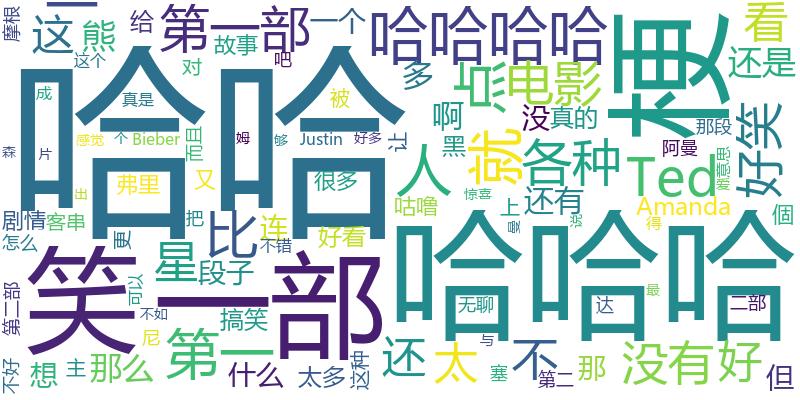 摩根
这
熊
给
第一部
一个
哈哈哈哈
看
故事
这个
对
吧
多
点
电影
梗
还是
成
真是
被
哈哈
啊
没
真的
好笑
那段
感觉
个
Bieber
而且
姆
够
Justin
好多
让
黑
就
各种
阿曼
森
片
弗里
又
很多
人
Ted
戳意思
出
剧情
客串
把
比
连
咕噜
上
还有
惊喜
Amanda
個
怎么
更
不错
好看
曼
说
得
笑
一部
星
段子
哈哈哈
第二部
可以
不如
搞笑
无聊
达
最
二部
尼
第一
还
太
不
与
没有
好
不好
想
主
那么
什么
太多
这种
塞
第二
那
但